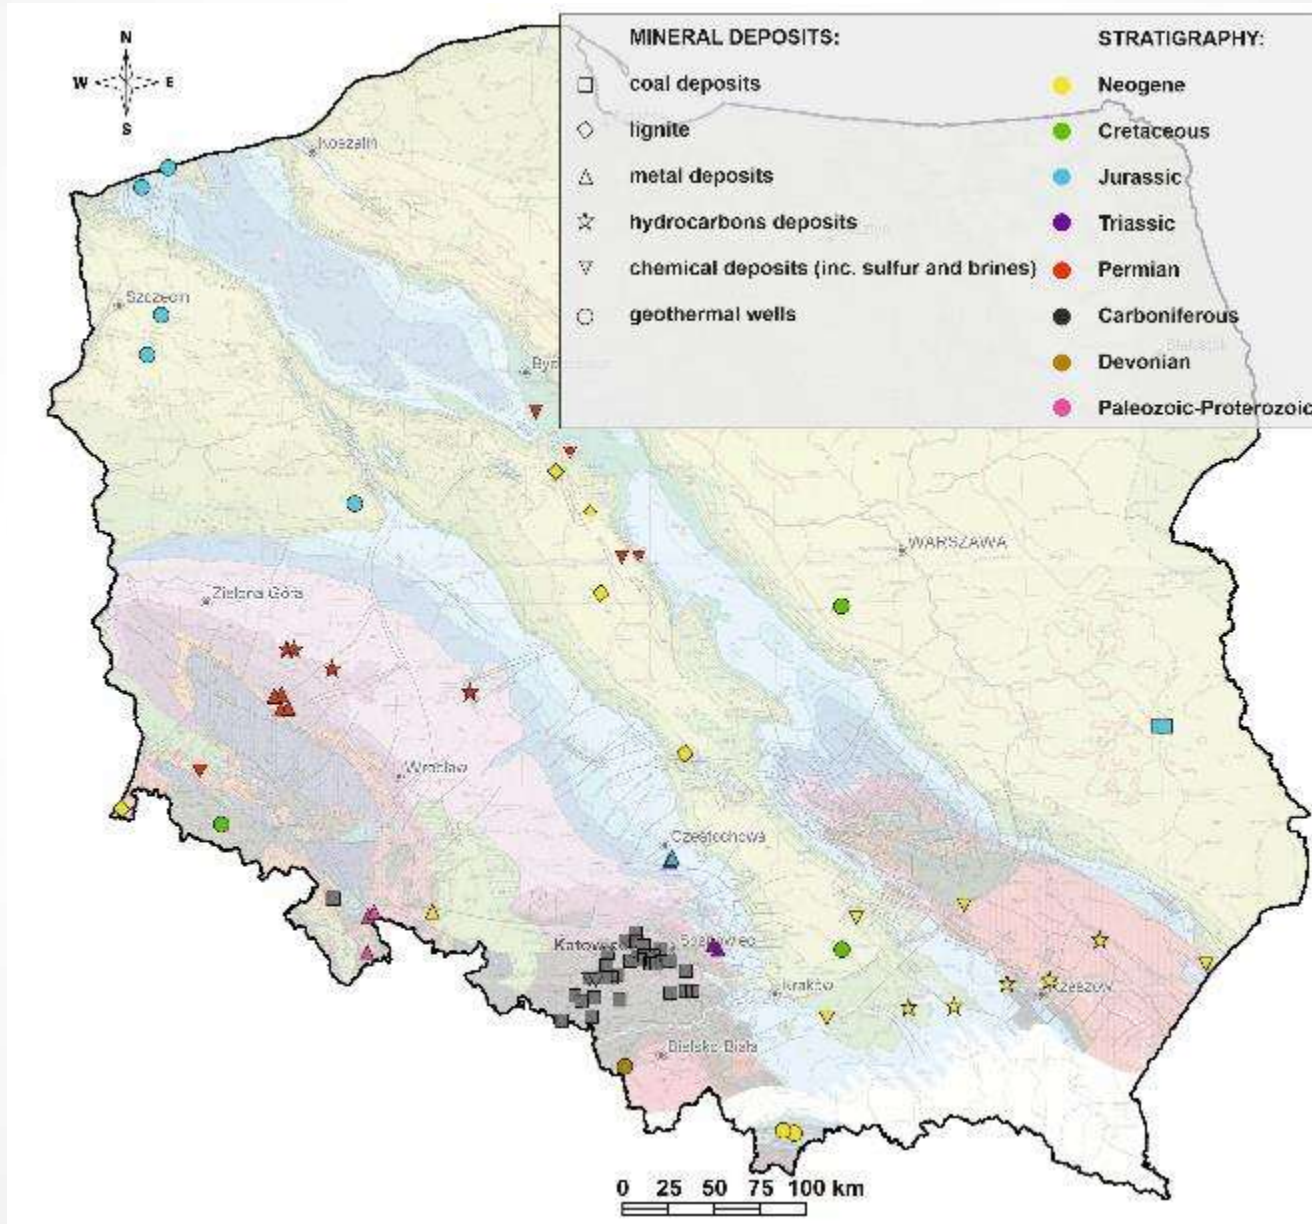 N
W E
S
MINERAL DEPOSITS:
coal deposits
lignite
metal deposits
hydrocarbons deposits
chemical deposits (inc. sulfur and brines)
geothermal wells
STRATIGRAPHY:
Neogene
Cretaceous
Jurassic
Triassic
Permian
Carboniferous
Devonian
Paleozoic-Proterozoic
Koszalin
Szczecin
WARSZAWA
Zielona Góra
Wrocław
Częstochowa
Kraków
Rzeszów
Bielsko-Biała
0 25 50 75 100 km